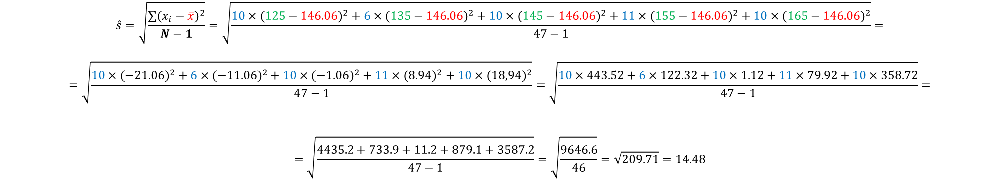 ŝ = √(∑(xᵢ − x̄)² / (N − 1)) = √((10 × (125 − 146.06)² + 6 × (135 − 146.06)² + 10 × (145 − 146.06)² + 11 × (155 − 146.06)² + 10 × (165 − 146.06)²) / (47 − 1)) =
= √((10 × (−21.06)² + 6 × (−11.06)² + 10 × (−1.06)² + 11 × (8.94)² + 10 × (18,94)²) / (47 − 1)) = √((10 × 443.52 + 6 × 122.32 + 10 × 1.12 + 11 × 79.92 + 10 × 358.72) / (47 − 1)) =
= √((4435.2 + 733.9 + 11.2 + 879.1 + 3587.2) / (47 − 1)) = √(9646.6 / 46) = √209.71 = 14.48